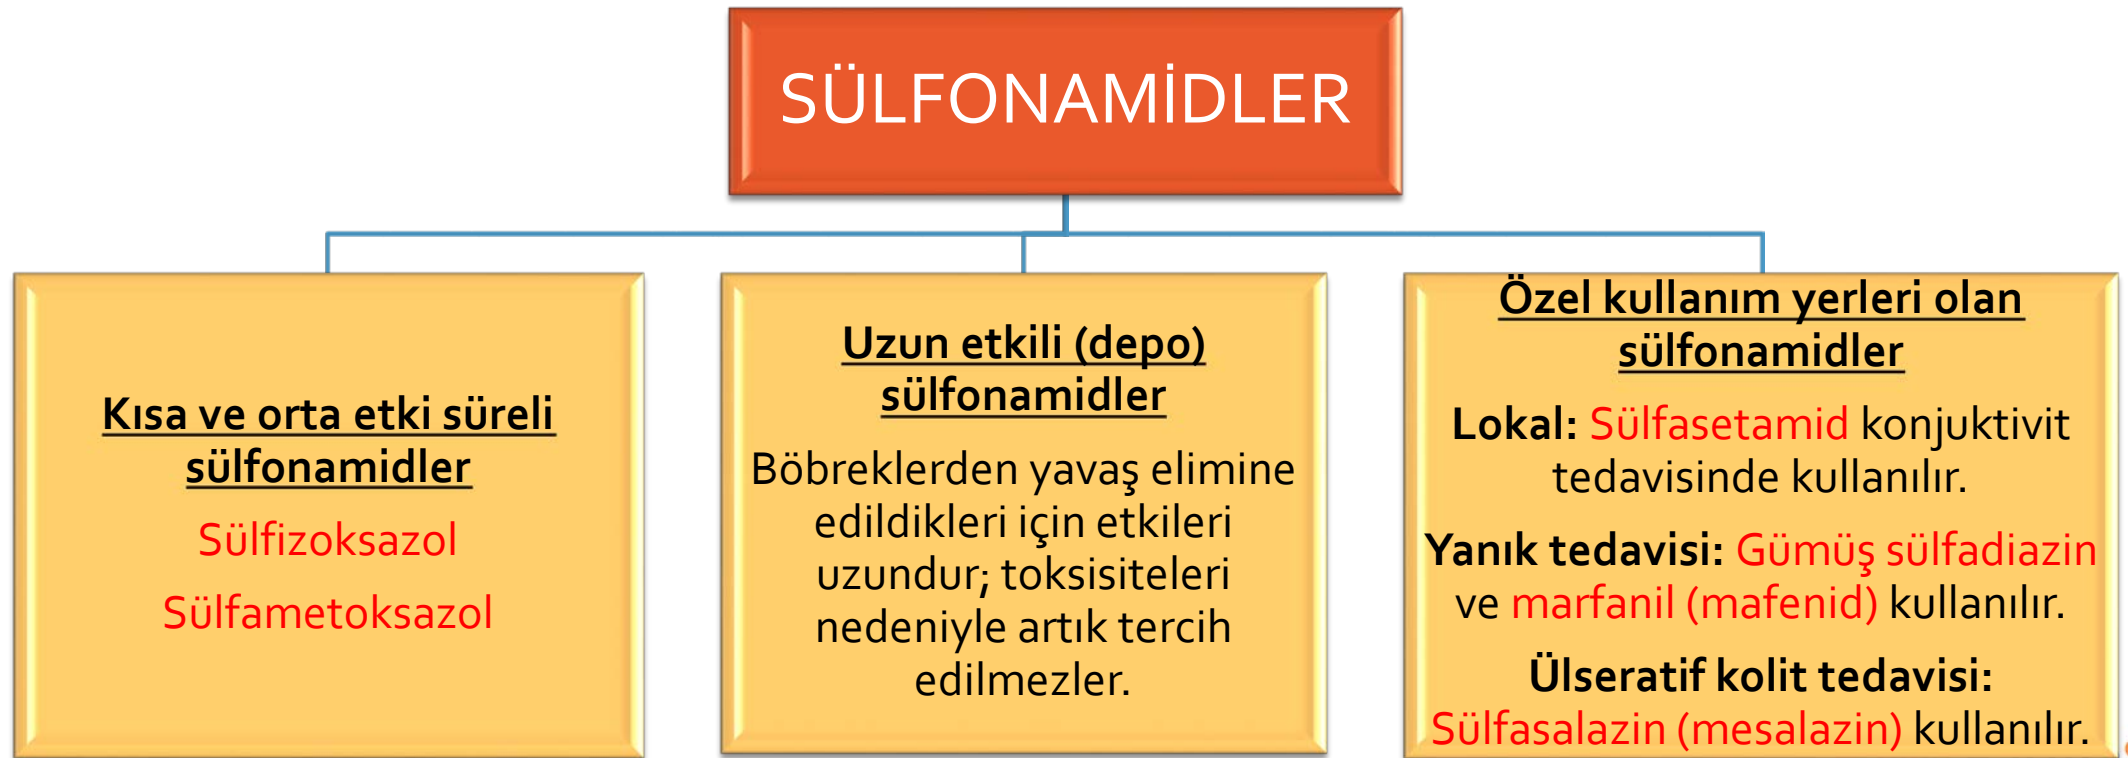 SÜLFONAMİDLER
Kısa ve orta etki süreli
sülfonamidler
Sülfizoksazol
Sülfametoksazol
Uzun etkili (depo)
sülfonamidler
Böbreklerden yavaş elimine
edildikleri için etkileri
uzundur; toksisiteleri
nedeniyle artık tercih
edilmezler.
Özel kullanım yerleri olan
sülfonamidler
Lokal: Sülfasetamid konjuktivit
tedavisinde kullanılır.
Yanık tedavisi: Gümüş sülfadiazin
ve marfanil (mafenid) kullanılır.
Ülseratif kolit tedavisi:
Sülfasalazin (mesalazin) kullanılır.